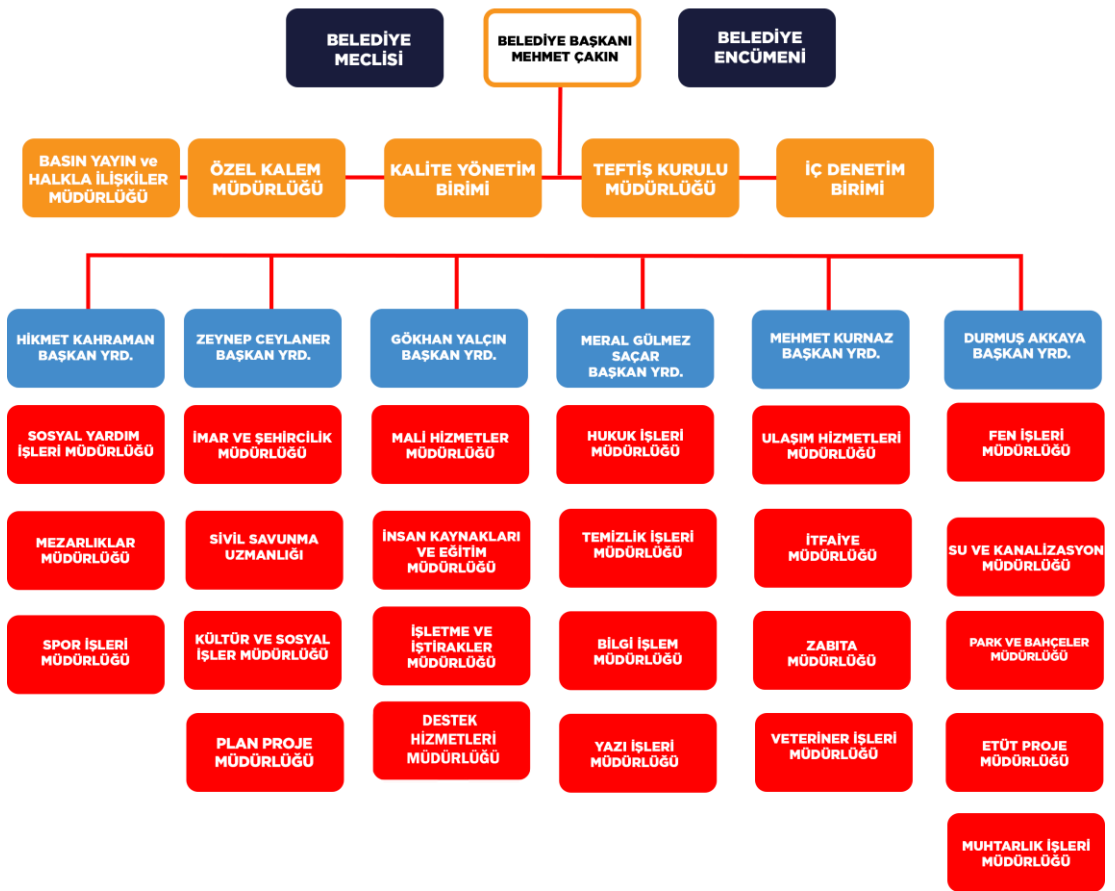 BELEDİYE
MECLİSİ
BELEDİYE BAŞKANI
MEHMET ÇAKIN
BELEDİYE
ENCÜMENİ
BASIN YAYIN ve
HALKLA İLİŞKİLER
MÜDÜRLÜĞÜ
ÖZEL KALEM
MÜDÜRLÜĞÜ
KALİTE YÖNETİM
BİRİMİ
TEFTİŞ KURULU
MÜDÜRLÜĞÜ
İÇ DENETİM
BİRİMİ
HİKMET KAHRAMAN
BAŞKAN YRD.
ZEYNEP CEYLANER
BAŞKAN YRD.
GÖKHAN YALÇIN
BAŞKAN YRD.
MERAL GÜLMEZ
SAÇAR
BAŞKAN YRD.
MEHMET KURNAZ
BAŞKAN YRD.
DURMUŞ AKKAYA
BAŞKAN YRD.
SOSYAL YARDIM
İŞLERİ MÜDÜRLÜĞÜ
İMAR VE ŞEHİRCİLİK
MÜDÜRLÜĞÜ
MALİ HİZMETLER
MÜDÜRLÜĞÜ
HUKUK İŞLERİ
MÜDÜRLÜĞÜ
ULAŞIM HİZMETLERİ
MÜDÜRLÜĞÜ
FEN İŞLERİ
MÜDÜRLÜĞÜ
MEZARLIKLAR
MÜDÜRLÜĞÜ
SİVİL SAVUNMA
UZMANLIĞI
İNSAN KAYNAKLARI
VE EĞİTİM
MÜDÜRLÜĞÜ
TEMİZLİK İŞLERİ
MÜDÜRLÜĞÜ
İTFAİYE
MÜDÜRLÜĞÜ
SU VE KANALİZASYON
MÜDÜRLÜĞÜ
SPOR İŞLERİ
MÜDÜRLÜĞÜ
KÜLTÜR VE SOSYAL
İŞLER MÜDÜRLÜĞÜ
İŞLETME VE
İŞTİRAKLER
MÜDÜRLÜĞÜ
BİLGİ İŞLEM
MÜDÜRLÜĞÜ
ZABITA
MÜDÜRLÜĞÜ
PARK VE BAHÇELER
MÜDÜRLÜĞÜ
PLAN PROJE
MÜDÜRLÜĞÜ
DESTEK
HİZMETLERİ
MÜDÜRLÜĞÜ
YAZI İŞLERİ
MÜDÜRLÜĞÜ
VETERİNER İŞLERİ
MÜDÜRLÜĞÜ
ETÜT PROJE
MÜDÜRLÜĞÜ
MUHTARLIK İŞLERİ
MÜDÜRLÜĞÜ